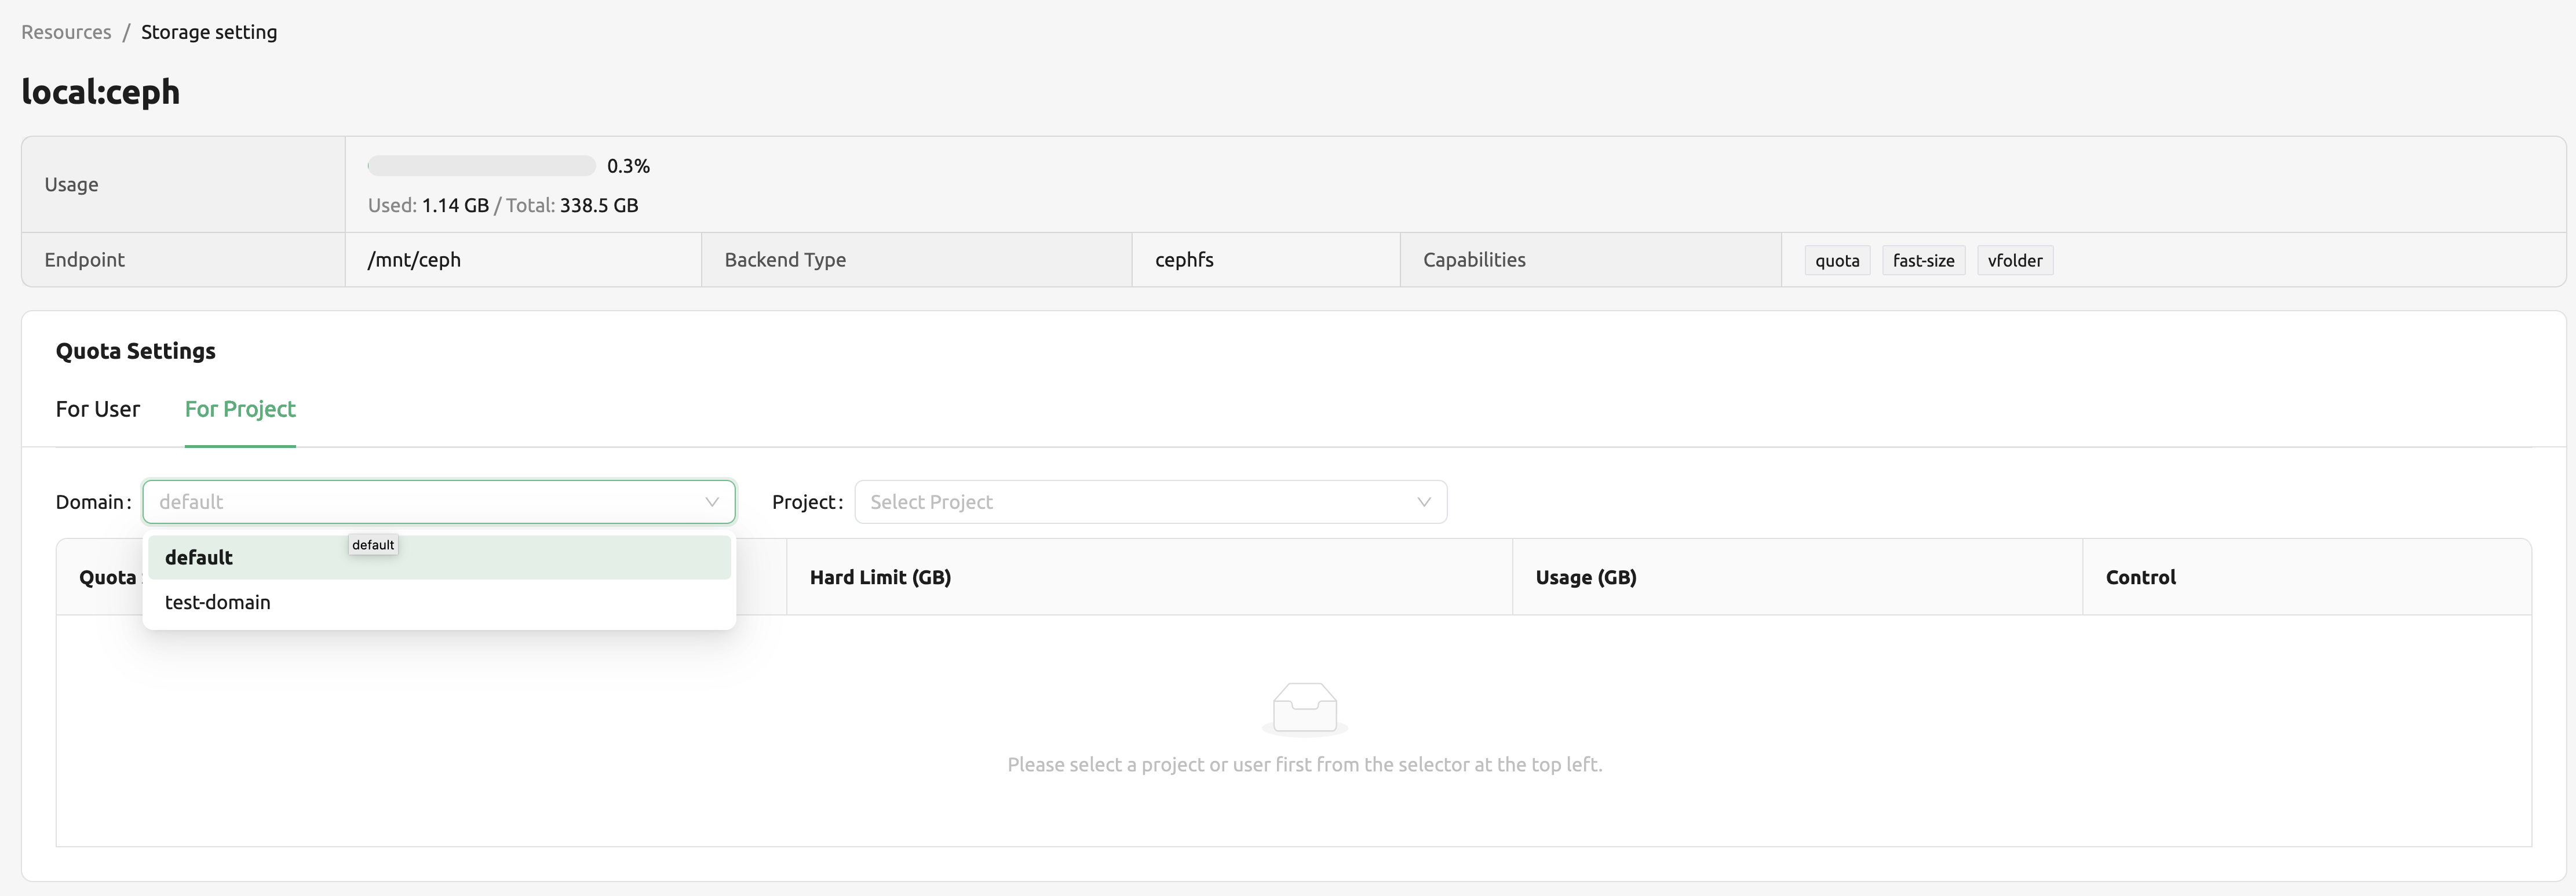 Resources / Storage setting
local:ceph
Usage
0.3%
Used: 1.14 GB / Total: 338.5 GB
Endpoint
/mnt/ceph
Backend Type
cephfs
Capabilities
quota
fast-size
vfolder
Quota Settings
For User
For Project
Domain:
default
Project:
Select Project
default
default
test-domain
Quota
Hard Limit (GB)
Usage (GB)
Control
Please select a project or user first from the selector at the top left.